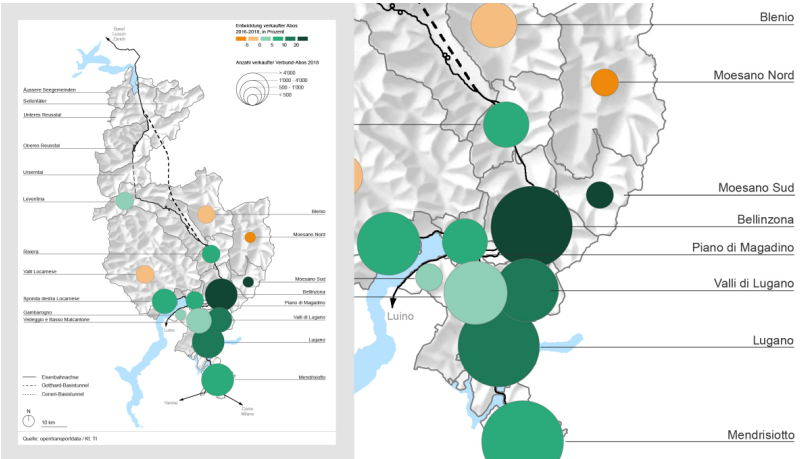 Basel
Luzern
Zürich
Entwicklung verkaufter Abos
2016-2018, in Prozent
-5 0 5 10 20
Anzahl verkaufter Verbund-Abos 2018
> 4'000
1'000 - 4'000
500 - 1'000
< 500
Äussere Seegemeinden
Seitentäler
Unteres Reusstal
Oberes Reusstal
Urserntal
Leventina
Blenio
Moesano Nord
Riviera
Valli Locarnese
Moesano Sud
Bellinzona
Sponda destra Locarnese
Piano di Magadino
Gambarogno
Vedeggio e Basso Malcantone
Valli di Lugano
Luino
Lugano
Mendrisiotto
Eisenbahnachse
Gotthard-Basistunnel
Ceneri-Basistunnel
Varese
Como
Milano
N
10 km
Quelle: opentransportdata / Kt. TI
Blenio
Moesano Nord
Moesano Sud
Bellinzona
Piano di Magadino
Valli di Lugano
Luino
Lugano
Mendrisiotto